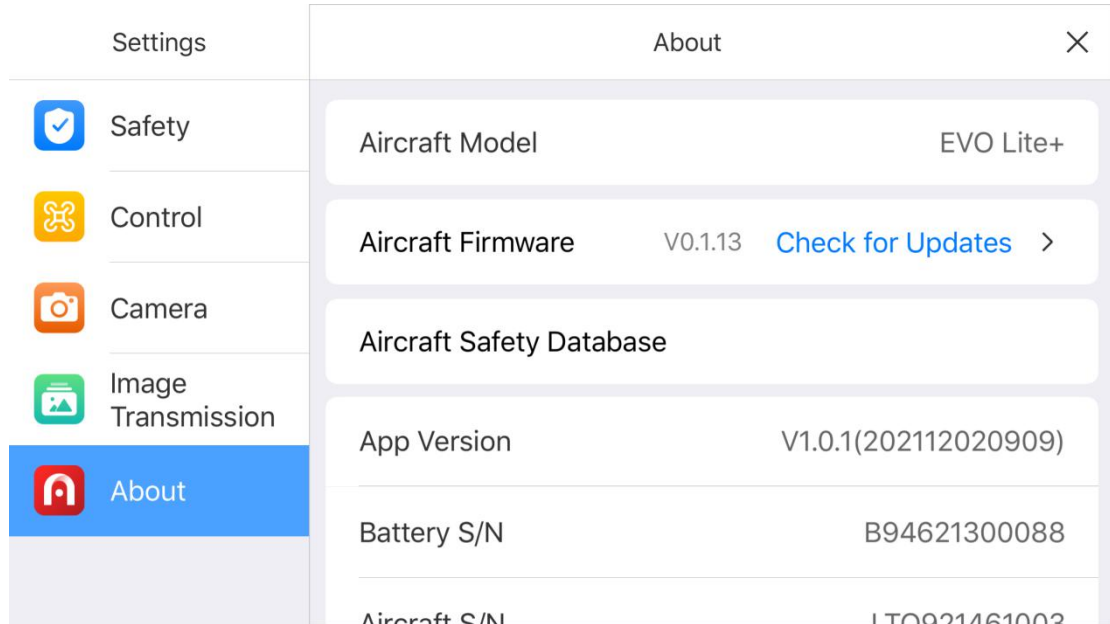 Settings
Safety
Control
Camera
Image
Transmission
About
About
Aircraft Model EVO Lite+
Aircraft Firmware V0.1.13 Check for Updates
Aircraft Safety Database
App Version V1.0.1(202112020909)
Battery S/N B94621300088
Aircraft S/N